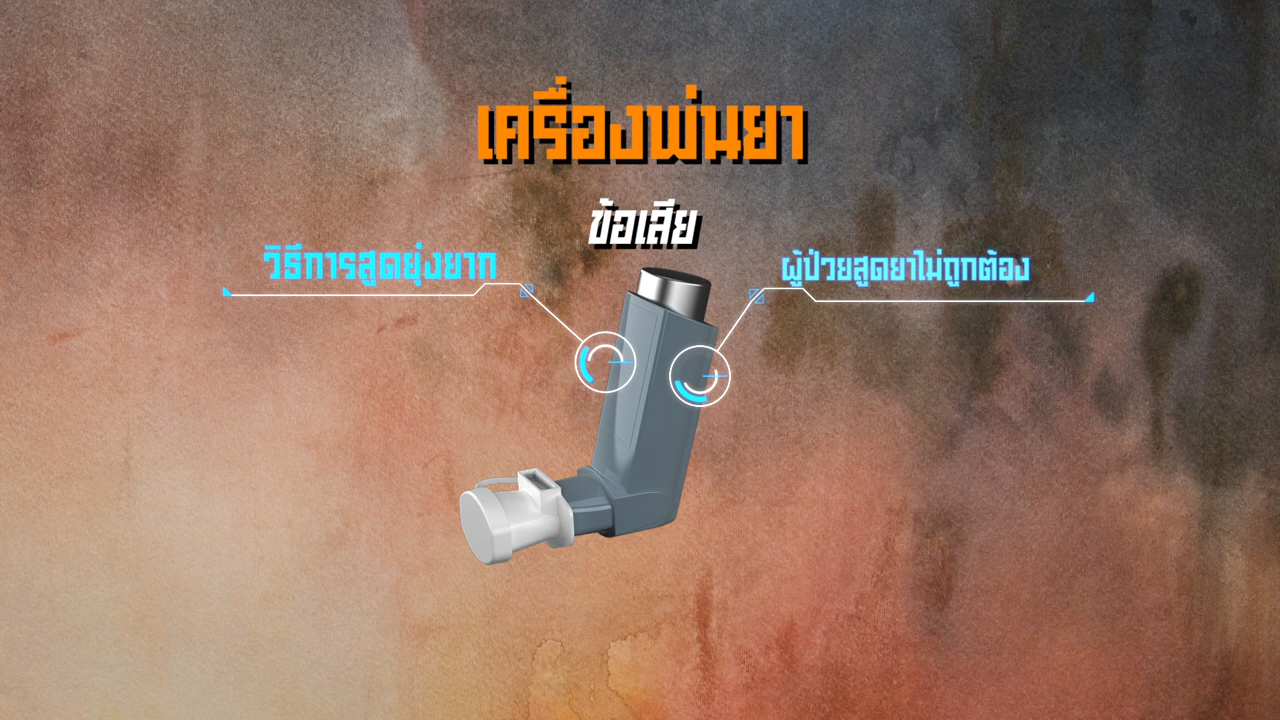 เครื่องพ่นยา
ข้อเสีย
วิธีการสูดยุ่งยาก
ผู้ป่วยสูดยาไม่ถูกต้อง